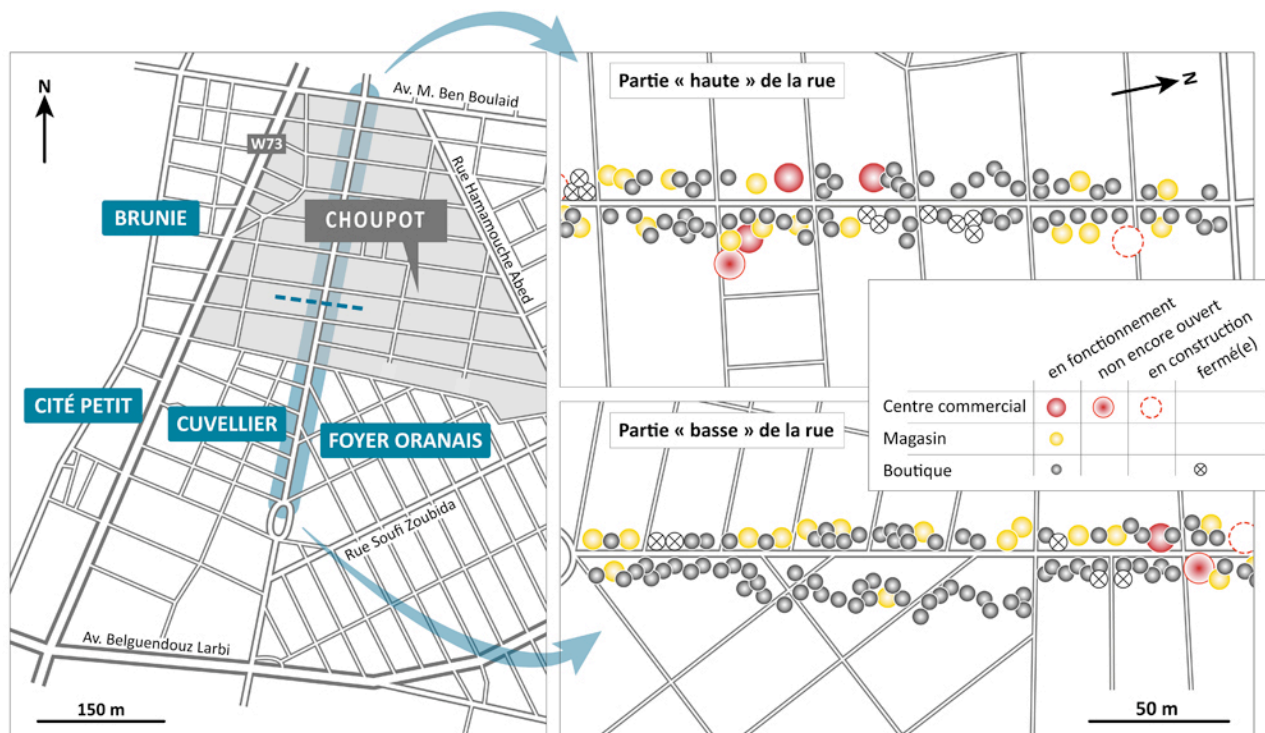 N
Av. M. Ben Boulaid
W73
Rue Hamamouche Abed
BRUNIE
CHOUPOT
CITÉ PETIT
CUVELLIER
FOYER ORANAIS
Rue Soufi Zoubida
Av. Belguendouz Larbi
150 m
Partie « haute » de la rue
N
en fonctionnement
non encore ouvert
en construction
fermé(e)
Centre commercial
Magasin
Boutique
Partie « basse » de la rue
50 m